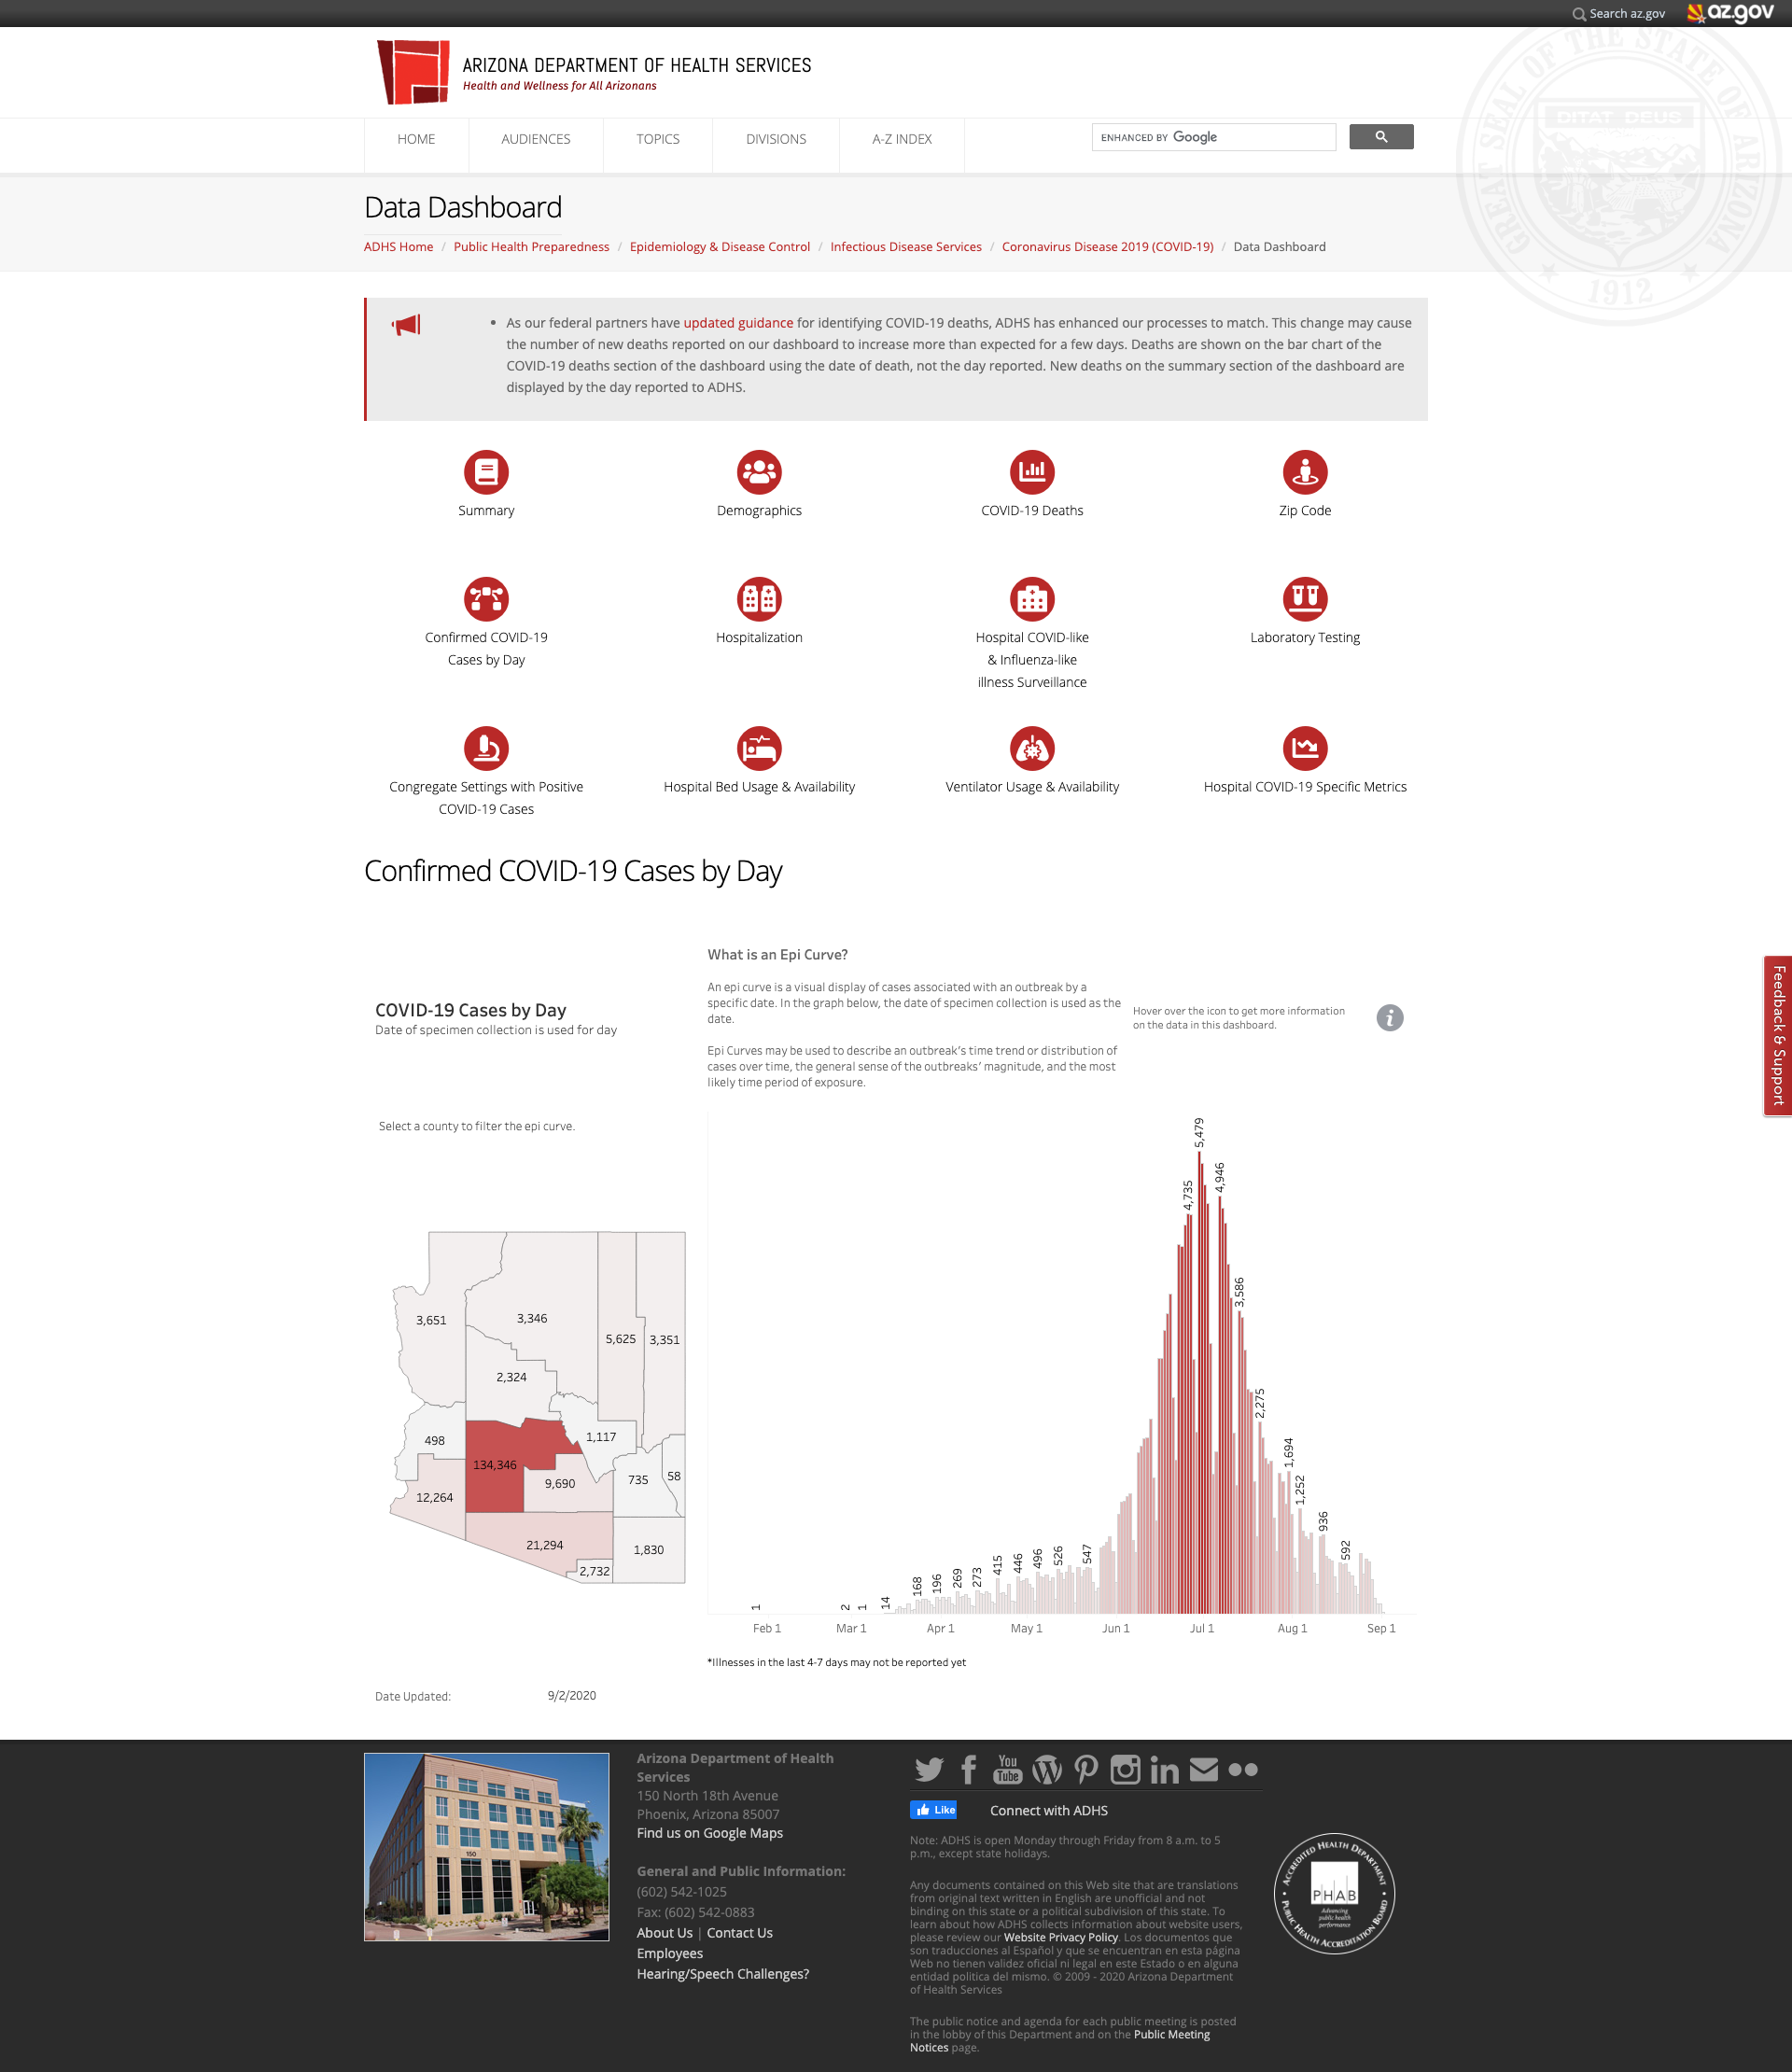 Search az.gov
az.gov
ARIZONA DEPARTMENT OF HEALTH SERVICES
Health and Wellness for All Arizonans
GREAT SEAL OF THE STATE OF ARIZONA
DITAT DEUS
1912
HOME
AUDIENCES
TOPICS
DIVISIONS
A-Z INDEX
ENHANCED BY Google
Data Dashboard
ADHS Home / Public Health Preparedness / Epidemiology & Disease Control / Infectious Disease Services / Coronavirus Disease 2019 (COVID-19) / Data Dashboard
• As our federal partners have updated guidance for identifying COVID-19 deaths, ADHS has enhanced our processes to match. This change may cause
the number of new deaths reported on our dashboard to increase more than expected for a few days. Deaths are shown on the bar chart of the
COVID-19 deaths section of the dashboard using the date of death, not the day reported. New deaths on the summary section of the dashboard are
displayed by the day reported to ADHS.
Summary
Demographics
COVID-19 Deaths
Zip Code
Confirmed COVID-19
Cases by Day
Hospitalization
Hospital COVID-like
& Influenza-like
illness Surveillance
Laboratory Testing
Congregate Settings with Positive
COVID-19 Cases
Hospital Bed Usage & Availability
Ventilator Usage & Availability
Hospital COVID-19 Specific Metrics
Confirmed COVID-19 Cases by Day
COVID-19 Cases by Day
Date of specimen collection is used for day
What is an Epi Curve?
An epi curve is a visual display of cases associated with an outbreak by a
specific date. In the graph below, the date of specimen collection is used as the
date.
Epi Curves may be used to describe an outbreak's time trend or distribution of
cases over time, the general sense of the outbreaks' magnitude, and the most
likely time period of exposure.
Hover over the icon to get more information
on the data in this dashboard.
i
Feedback & Support
Select a county to filter the epi curve.
3,651
3,346
5,625
3,351
2,324
498
1,117
134,346
9,690
735
58
12,264
21,294
1,830
2,732
1
2
1
14
168
196
269
273
415
446
496
526
547
4,735
5,479
4,946
3,586
2,275
1,694
1,252
936
592
Feb 1
Mar 1
Apr 1
May 1
Jun 1
Jul 1
Aug 1
Sep 1
*Illnesses in the last 4-7 days may not be reported yet
Date Updated:
9/2/2020
150
Arizona Department of Health
Services
150 North 18th Avenue
Phoenix, Arizona 85007
Find us on Google Maps
General and Public Information:
(602) 542-1025
Fax: (602) 542-0883
About Us | Contact Us
Employees
Hearing/Speech Challenges?
You
Tube
in
Like
Connect with ADHS
Note: ADHS is open Monday through Friday from 8 a.m. to 5
p.m., except state holidays.
Any documents contained on this Web site that are translations
from original text written in English are unofficial and not
binding on this state or a political subdivision of this state. To
learn about how ADHS collects information about website users,
please review our Website Privacy Policy. Los documentos que
son traducciones al Español y que se encuentran en esta página
Web no tienen validez oficial ni legal en este Estado o en alguna
entidad politica del mismo. © 2009 - 2020 Arizona Department
of Health Services
The public notice and agenda for each public meeting is posted
in the lobby of this Department and on the Public Meeting
Notices page.
ACCREDITED HEALTH DEPARTMENT
PHAB
Advancing
public health
performance
PUBLIC HEALTH ACCREDITATION BOARD